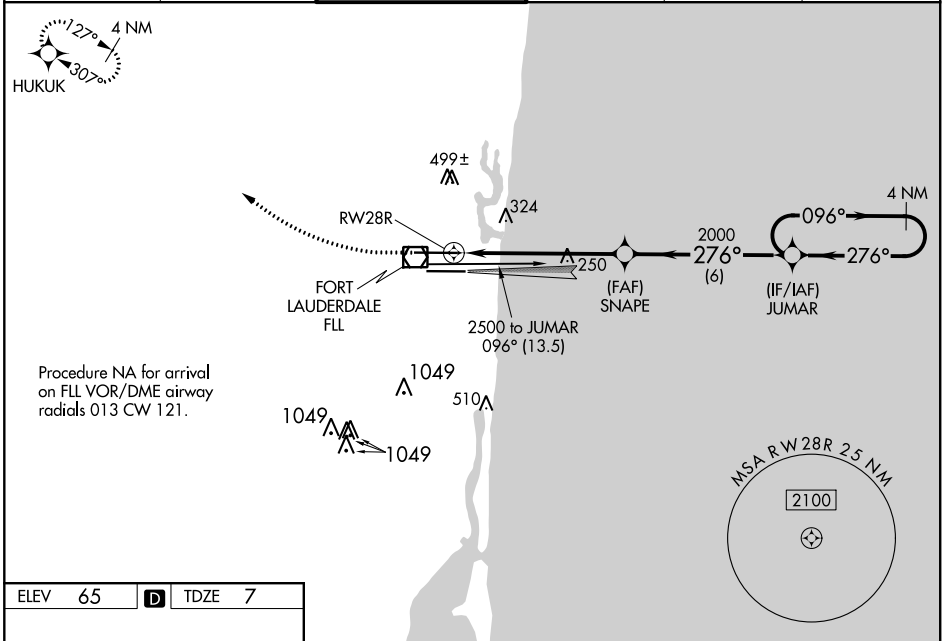 127°
4 NM
307°
HUKUK
499±
324
RW28R
4 NM
096°
2000
276°
276°
(6)
250
(FAF)
SNAPE
(IF/IAF)
JUMAR
FORT
LAUDERDALE
FLL
2500 to JUMAR
096° (13.5)
Procedure NA for arrival
on FLL VOR/DME airway
radials 013 CW 121.
1049
510
1049
1049
MSA RW28R 25 NM
2100
ELEV 65 D TDZE 7